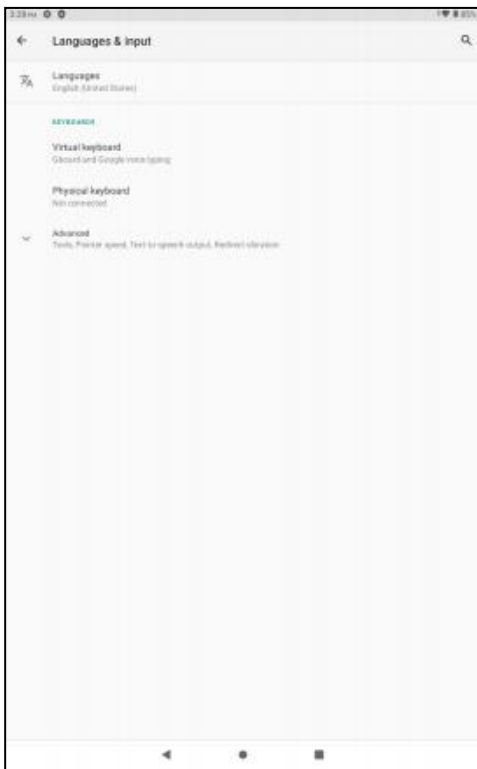 Languages & input
Languages
English (United States)
KEYBOARDS
Virtual keyboard
Gboard and Google voice typing
Physical keyboard
Not connected
Advanced
Tools, Pointer speed, Text-to-speech output, Redirect vibration